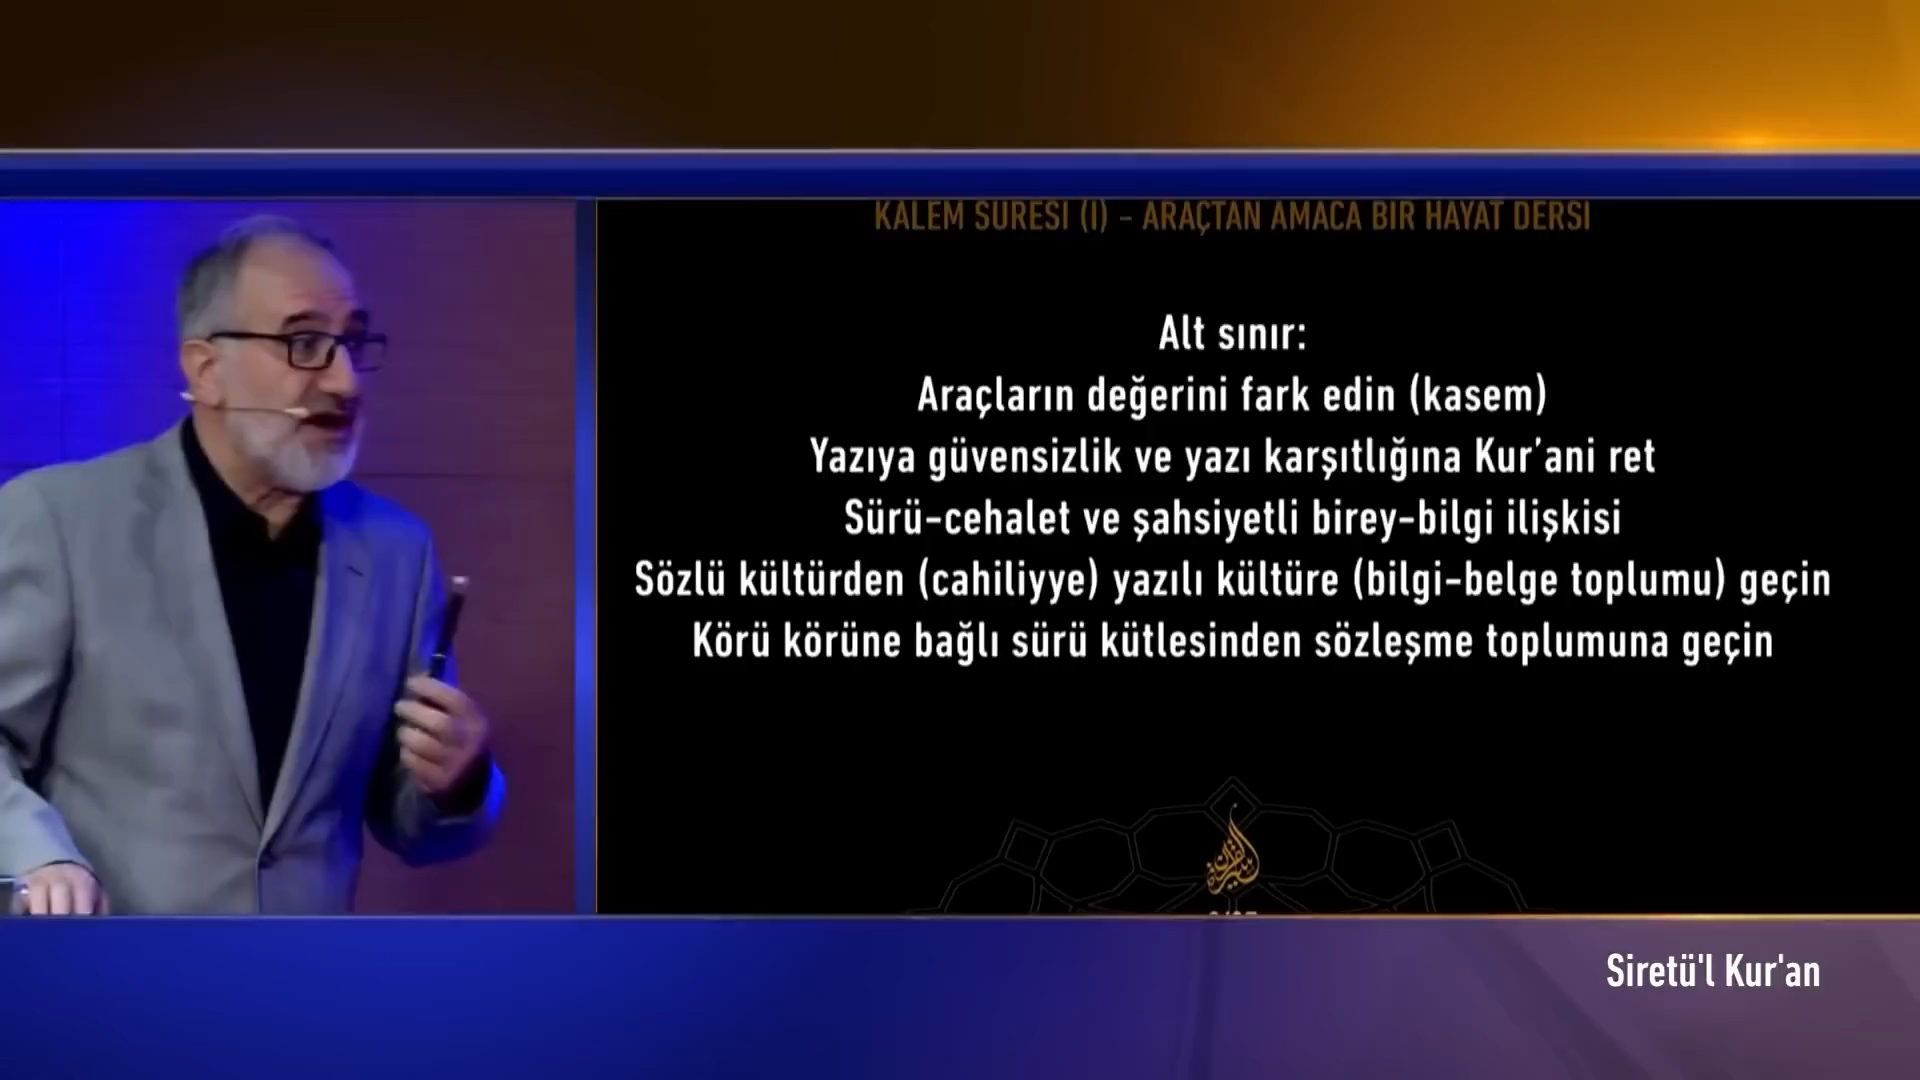 KALEM SURESİ (I) – ARAÇTAN AMACA BİR HAYAT DERSİ
Alt sınır:
Araçların değerini fark edin (kasem)
Yazıya güvensizlik ve yazı karşıtlığına Kur’ani ret
Sürü-cehalet ve şahsiyetli birey-bilgi ilişkisi
Sözlü kültürden (cahiliyye) yazılı kültüre (bilgi-belge toplumu) geçin
Körü körüne bağlı sürü kütlesinden sözleşme toplumuna geçin
Siretü'l Kur'an